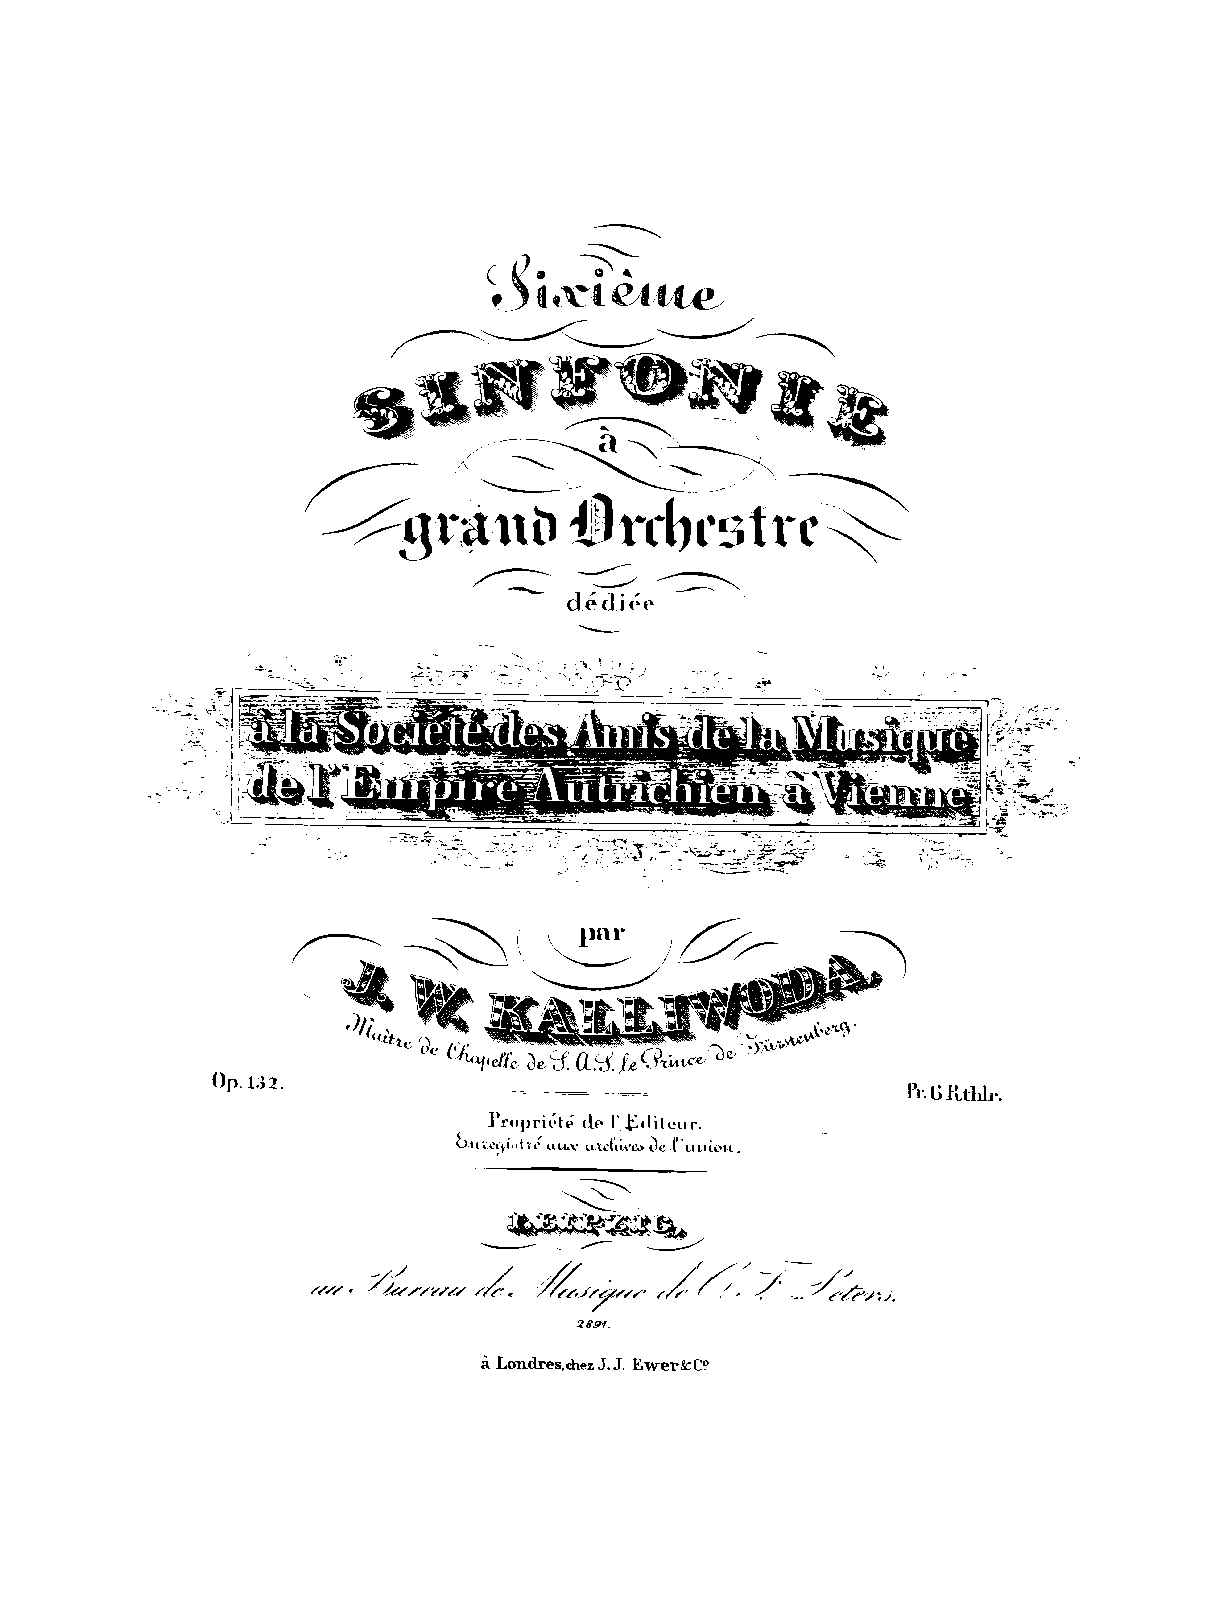 Sixième
SINFONIE
à
grand Orchestre
dédiée
à la Société des Amis de la Musique
de l'Empire Autrichien à Vienne
par
J. W. KALLIWODA.
Maître de Chapelle de S. A. S. le Prince de Fürstenberg.
Op. 132.
Pr. 6 Rthlr.
Propriété de l'Editeur.
Enregistré aux archives de l'union.
LEIPZIG,
au Bureau de Musique de C. F. Peters.
2891.
à Londres, chez J. J. Ewer & Cº